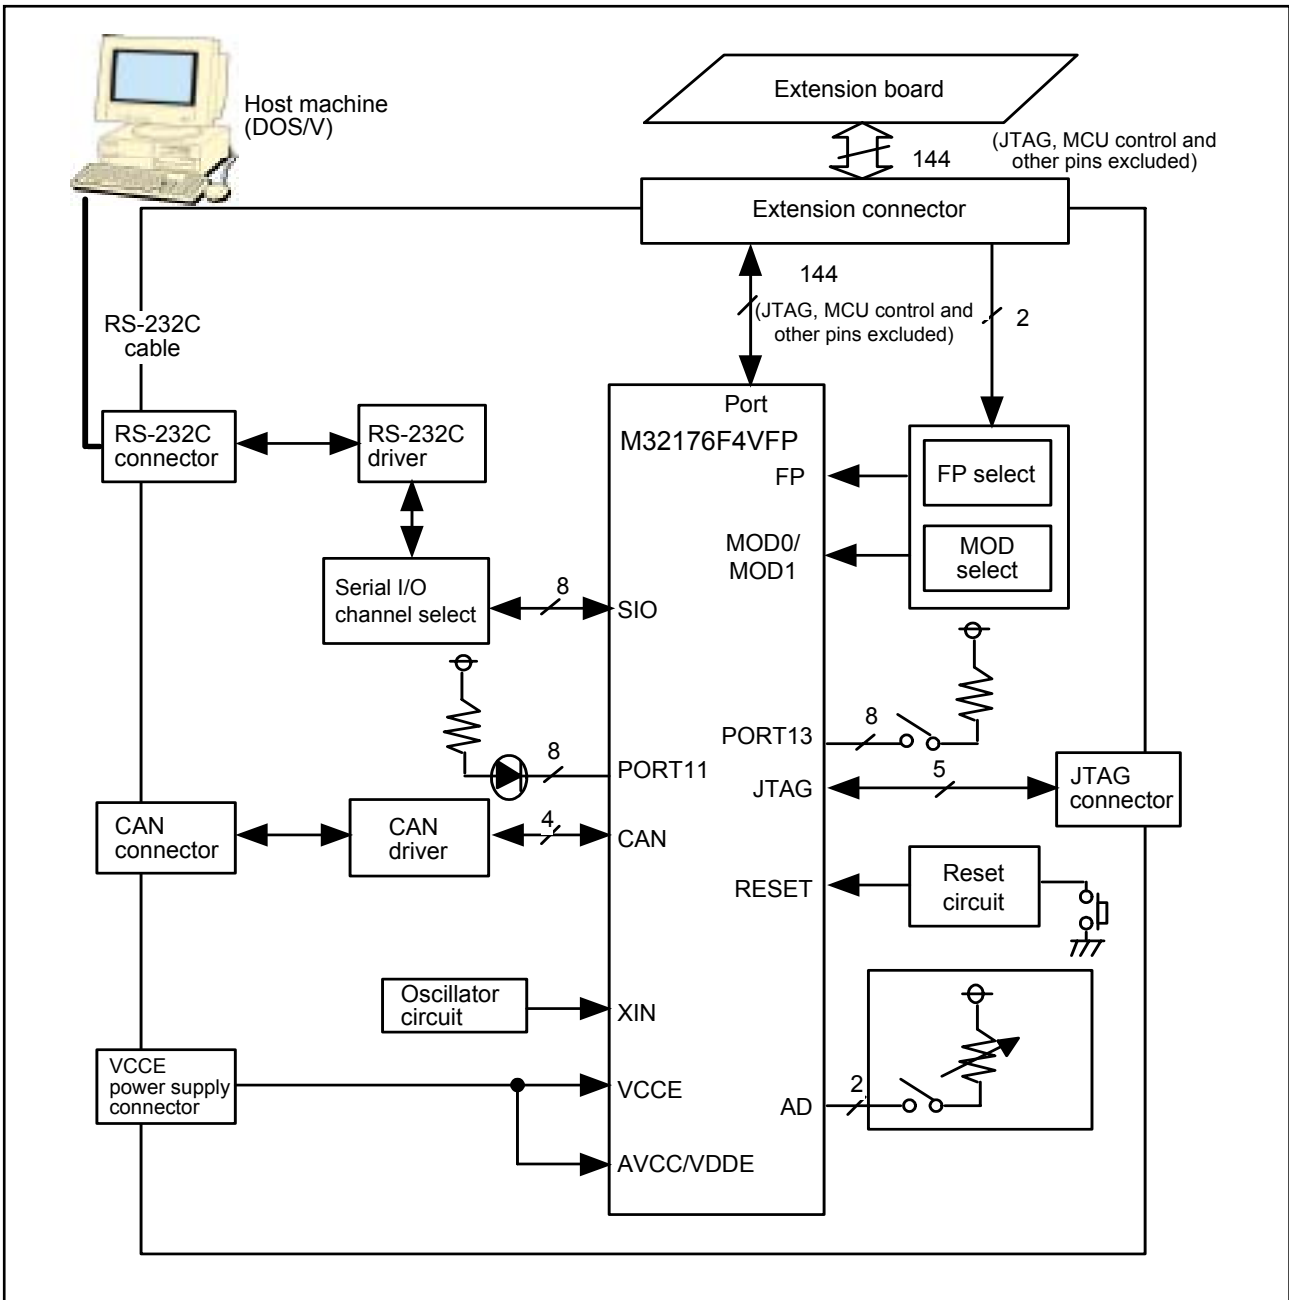 Host machine
(DOS/V)
Extension board
144
(JTAG, MCU control and
other pins excluded)
Extension connector
144
(JTAG, MCU control and
other pins excluded)
2
RS-232C
cable
RS-232C
connector
RS-232C
driver
Port
M32176F4VFP
FP
FP select
MOD0/
MOD1
MOD
select
Serial I/O
channel select
8
SIO
8
PORT11
PORT13
8
JTAG
5
JTAG
connector
CAN
connector
CAN
driver
4
CAN
RESET
Reset
circuit
Oscillator
circuit
XIN
VCCE
power supply
connector
VCCE
AD
2
AVCC/VDDE